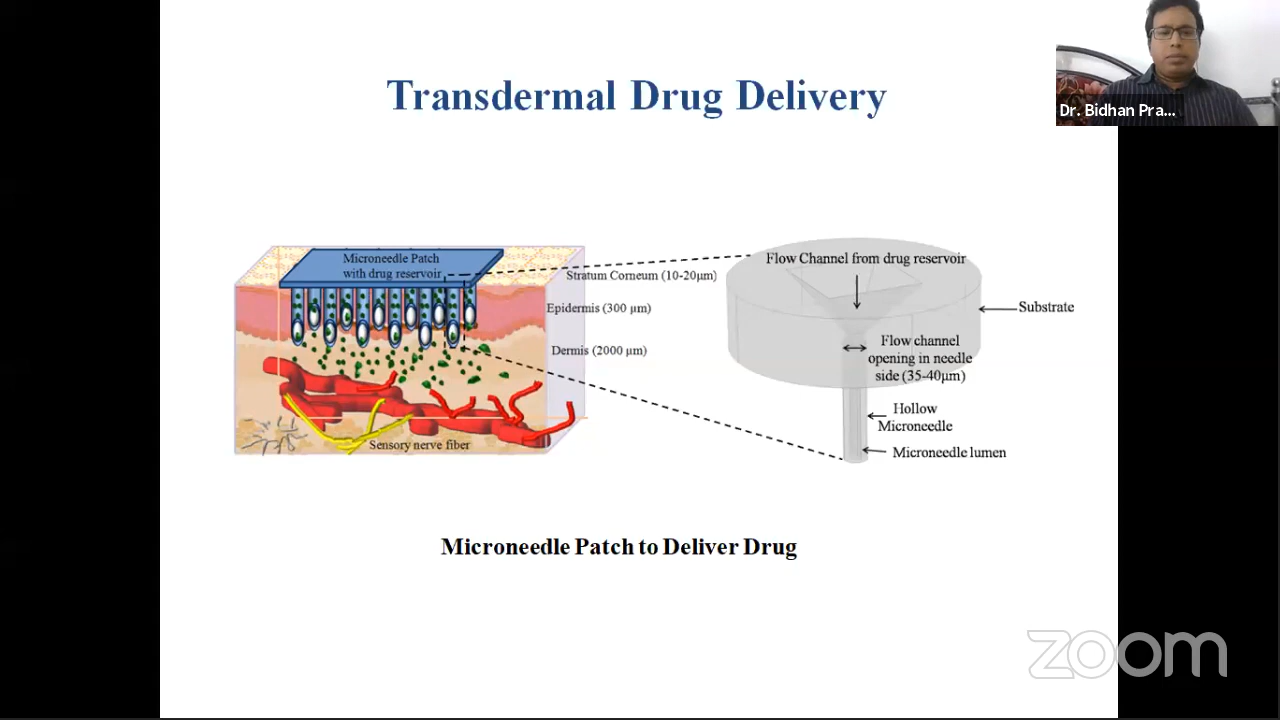 Transdermal Drug Delivery
Dr. Bidhan Pra...
Microneedle Patch
with drug reservoir
Stratum Corneum (10-20μm)
Epidermis (300 μm)
Dermis (2000 μm)
Sensory nerve fiber
Flow Channel from drug reservoir
Substrate
Flow channel
opening in needle
side (35-40μm)
Hollow
Microneedle
Microneedle lumen
Microneedle Patch to Deliver Drug
zoom